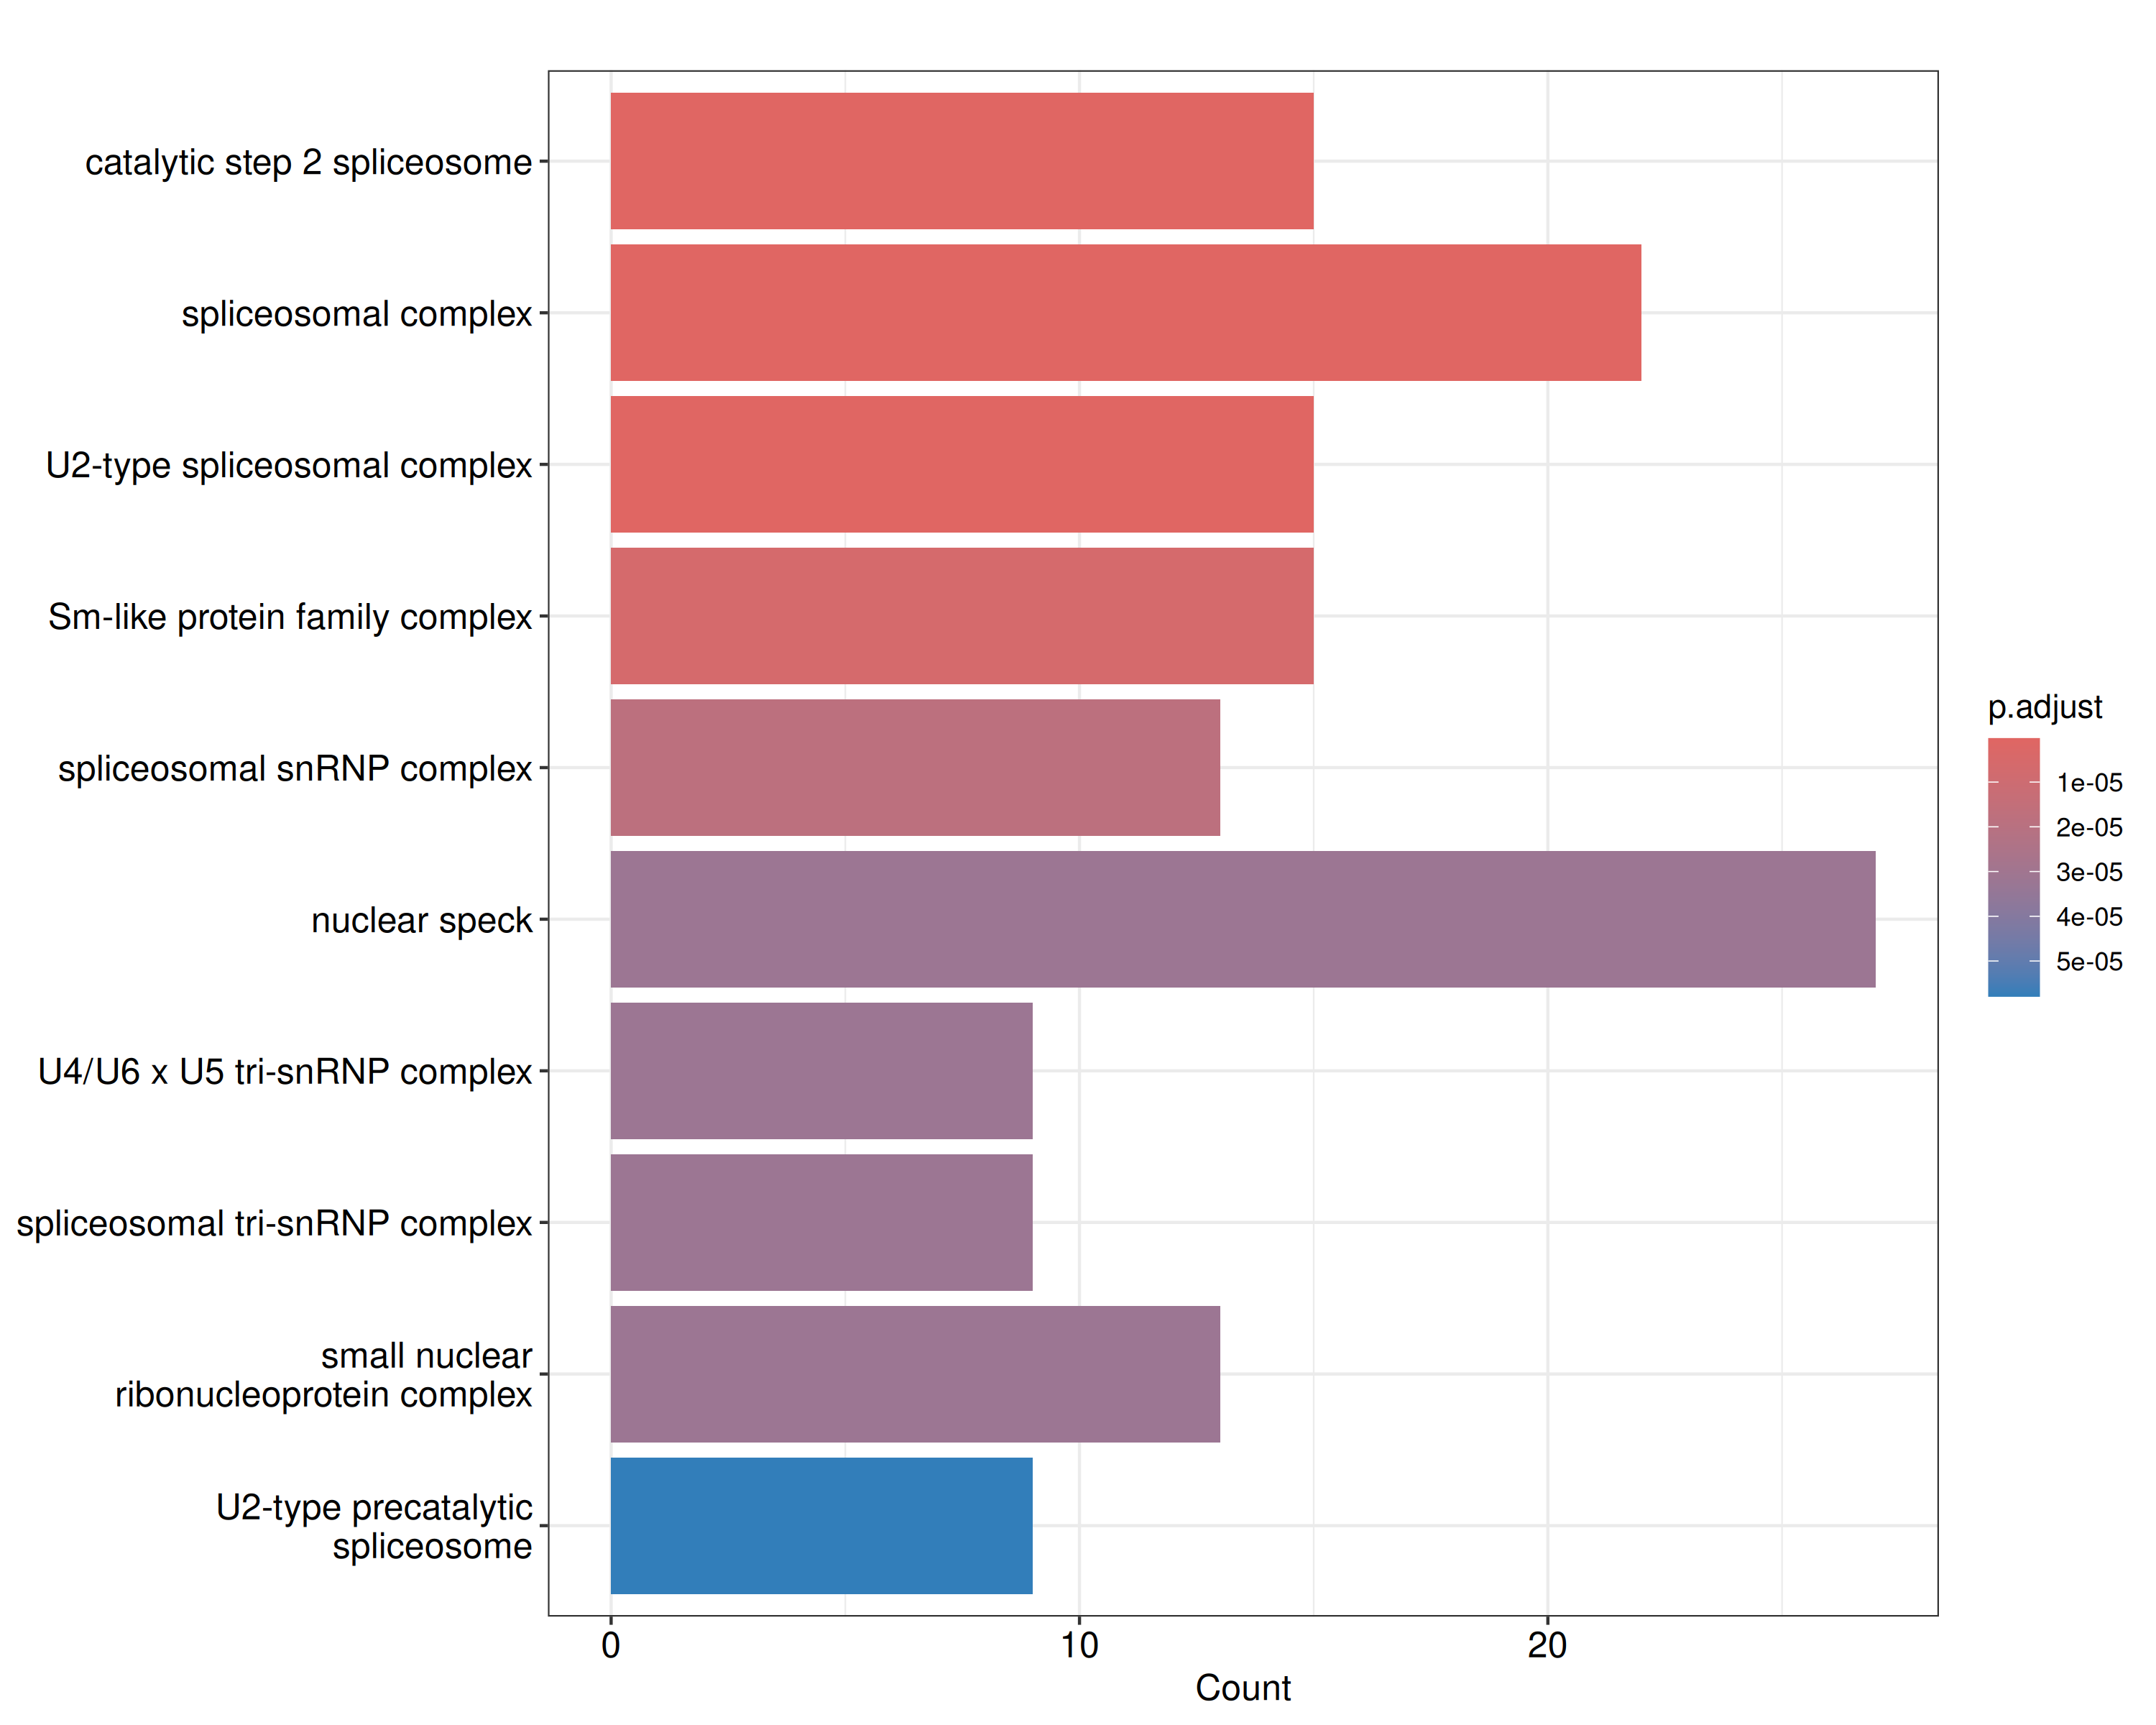 catalytic step 2 spliceosome
spliceosomal complex
U2-type spliceosomal complex
Sm-like protein family complex
spliceosomal snRNP complex
nuclear speck
U4/U6 x U5 tri-snRNP complex
spliceosomal tri-snRNP complex
small nuclear
ribonucleoprotein complex
U2-type precatalytic
spliceosome
0 10 20
Count
p.adjust
1e-05
2e-05
3e-05
4e-05
5e-05